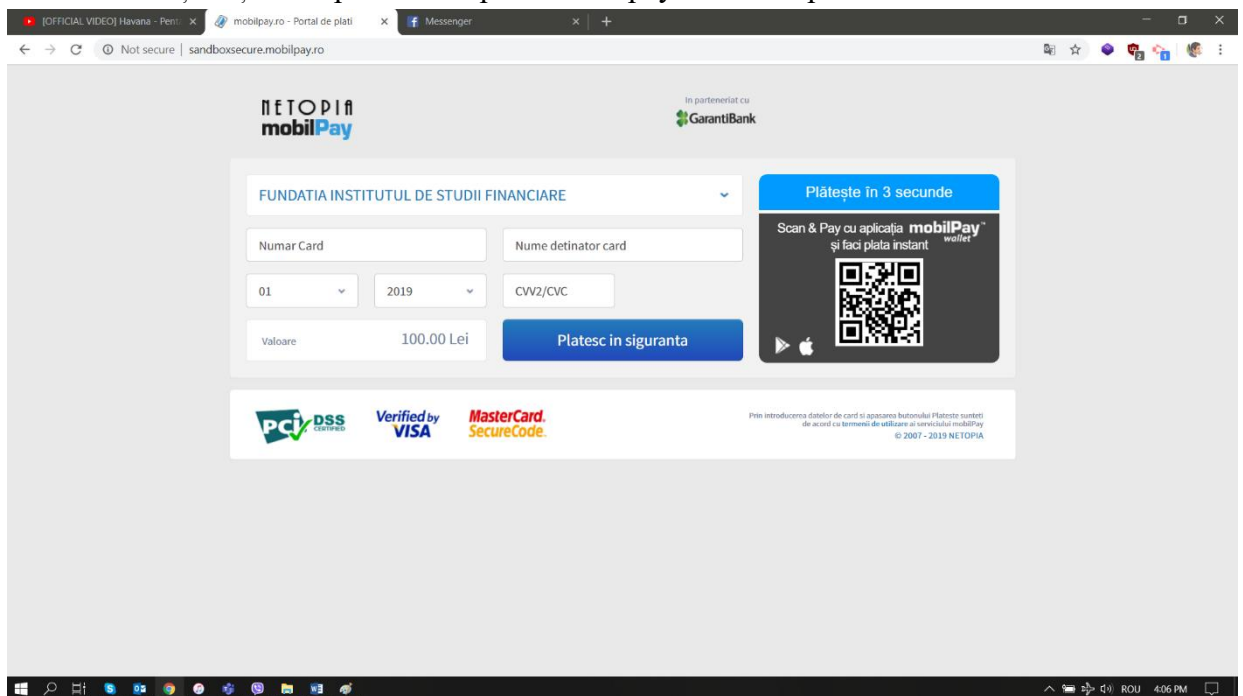 [OFFICIAL VIDEO] Havana - Pent
mobilpay.ro - Portal de plati
Messenger
Not secure | sandboxsecure.mobilpay.ro
2
1
NETOPIA
mobilPay
In parteneriat cu
GarantiBank
FUNDATIA INSTITUTUL DE STUDII FINANCIARE
Numar Card
Nume detinator card
01
2019
CVV2/CVC
Valoare
100.00 Lei
Platesc in siguranta
Plătește în 3 secunde
Scan & Pay cu aplicația mobilPay™
wallet
și faci plata instant
PCI DSS
CERTIFIED
Verified by
VISA
MasterCard.
SecureCode.
Prin introducerea datelor de card si apasarea butonului Plateste sunteti
de acord cu termenii de utilizare ai serviciului mobilPay
© 2007 - 2019 NETOPIA
ROU
4:06 PM